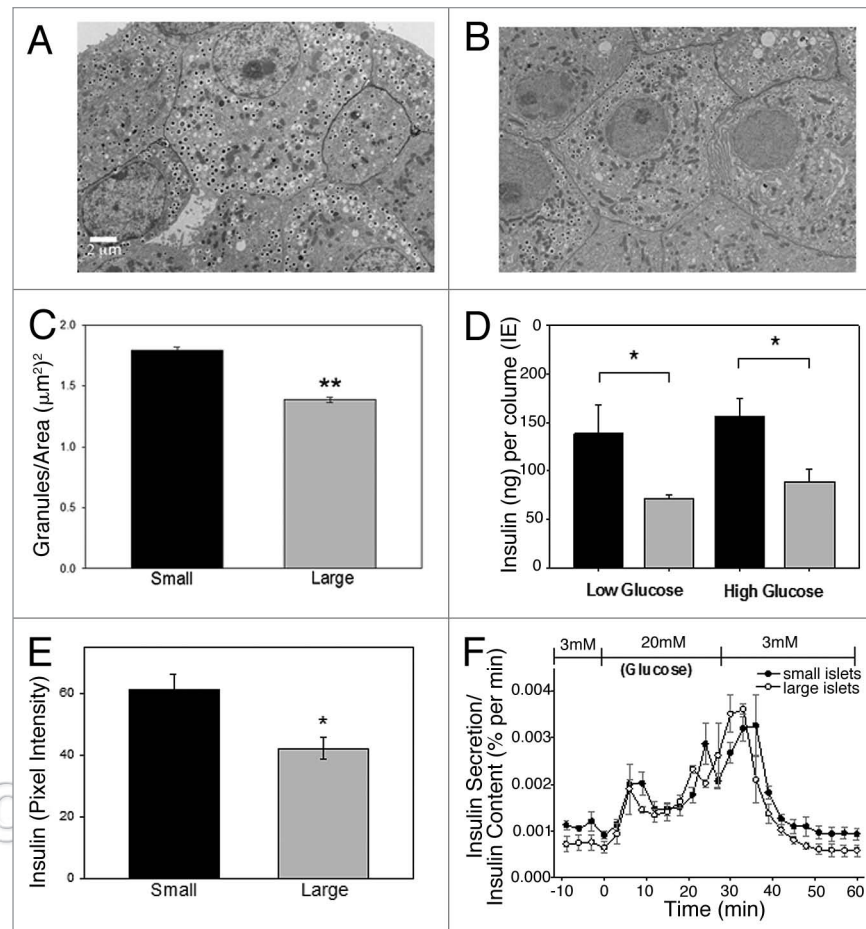 A
2 μm
B
C
Granules/Area (μm²)²
2.0
1.5
1.0
0.5
0.0
Small
Large
**
D
Insulin (ng) per colume (IE)
0
200
150
100
50
0
*
*
Low Glucose
High Glucose
E
Insulin (Pixel Intensity)
60
40
20
0
*
Small
Large
F
3mM
20mM
3mM
(Glucose)
small islets
large islets
Insulin Secretion/
Insulin Content (% per min)
0.004
0.003
0.002
0.001
0.000
-10
0
10
20
30
40
50
60
Time (min)